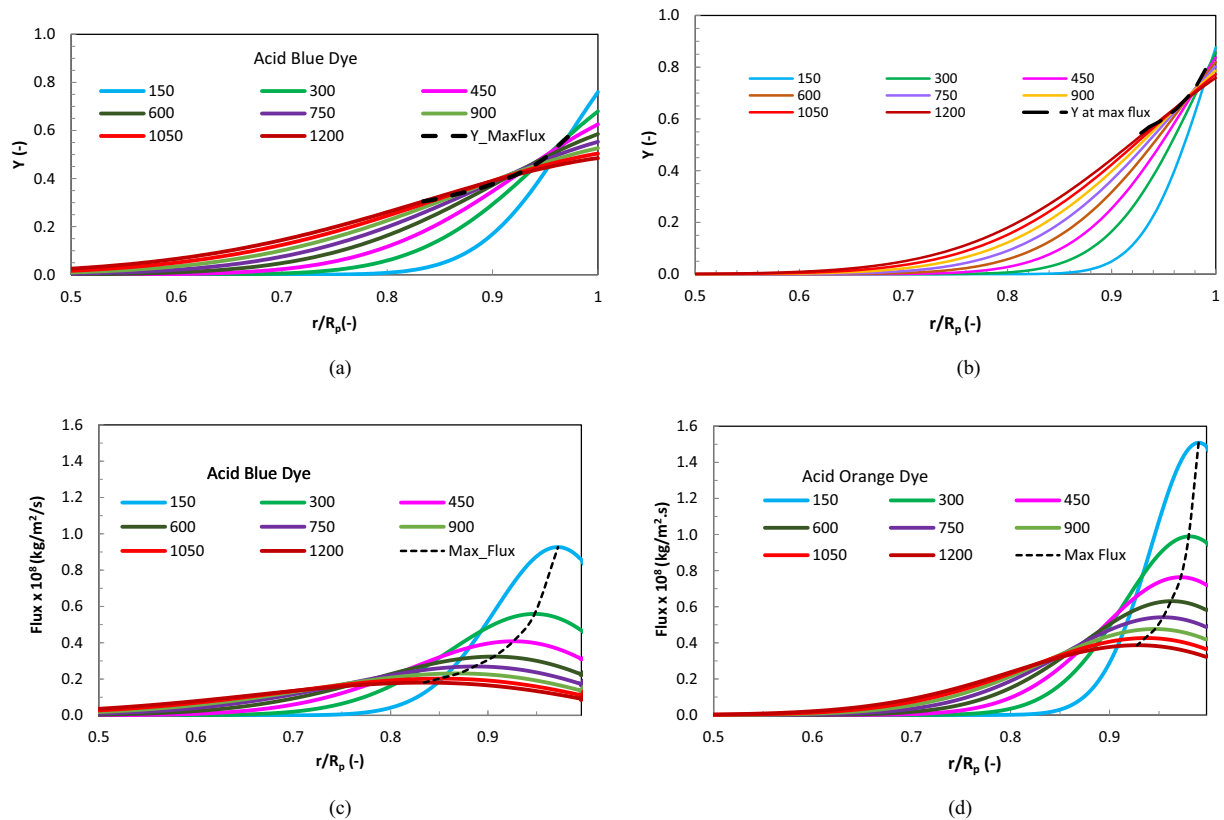 1.0
0.8
0.6
0.4
0.2
0.0
Y (-)
Acid Blue Dye
150 300 450
600 750 900
1050 1200 Y_MaxFlux
0.5 0.6 0.7 0.8 0.9 1
r/Rp(-)
(a)
1.0
0.8
0.6
0.4
0.2
0.0
Y (-)
150 300 450
600 750 900
1050 1200 Y at max flux
0.5 0.6 0.7 0.8 0.9 1
r/Rp (-)
(b)
1.6
1.4
1.2
1.0
0.8
0.6
0.4
0.2
0.0
Flux x 10⁸ (kg/m²/s)
Acid Blue Dye
150 300 450
600 750 900
1050 1200 Max_Flux
0.5 0.6 0.7 0.8 0.9
r/Rp (-)
(c)
1.6
1.4
1.2
1.0
0.8
0.6
0.4
0.2
0.0
Flux x 10⁸ (kg/m².s)
Acid Orange Dye
150 300 450
600 750 900
1050 1200 Max Flux
0.5 0.6 0.7 0.8 0.9
r/Rp (-)
(d)